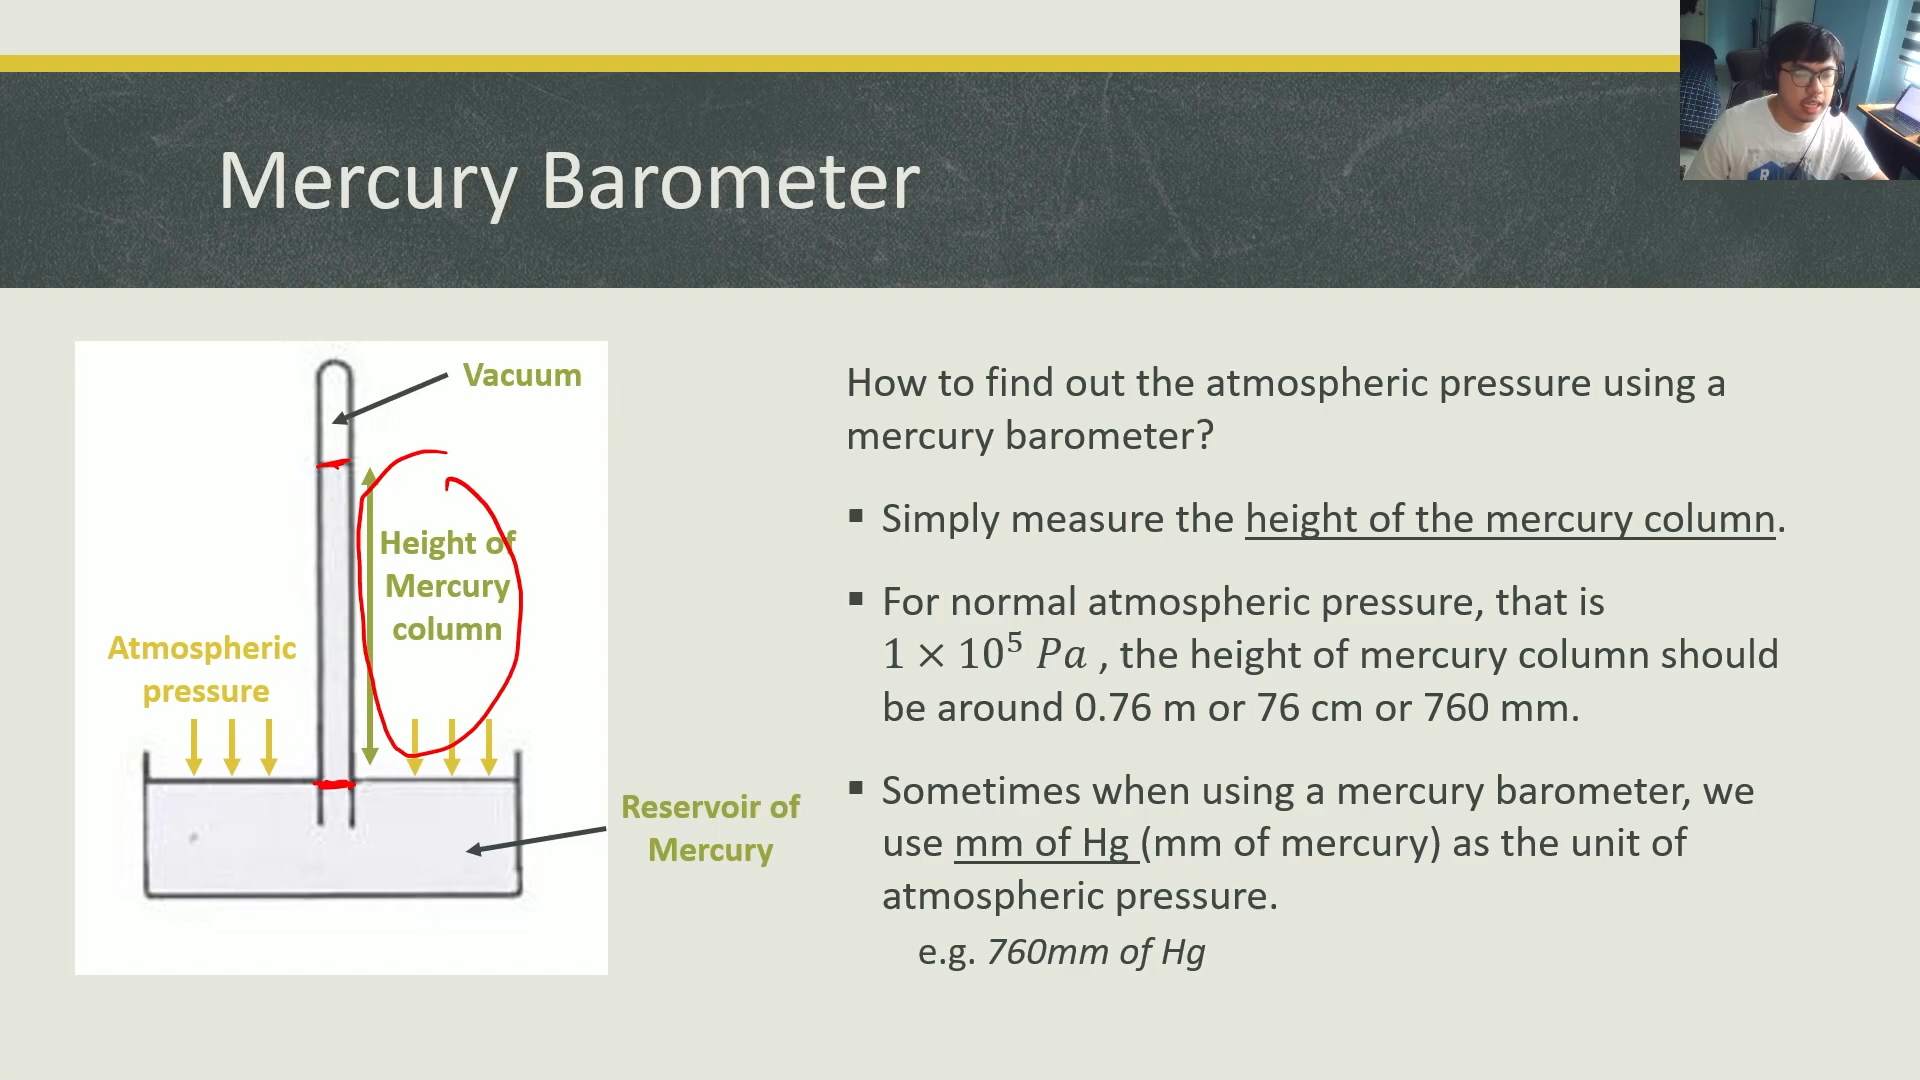 Mercury Barometer
Vacuum
Height of
Mercury
column
Atmospheric
pressure
Reservoir of
Mercury
How to find out the atmospheric pressure using a
mercury barometer?
▪ Simply measure the height of the mercury column.
▪ For normal atmospheric pressure, that is
1 × 10⁵ Pa , the height of mercury column should
be around 0.76 m or 76 cm or 760 mm.
▪ Sometimes when using a mercury barometer, we
use mm of Hg (mm of mercury) as the unit of
atmospheric pressure.
e.g. 760mm of Hg